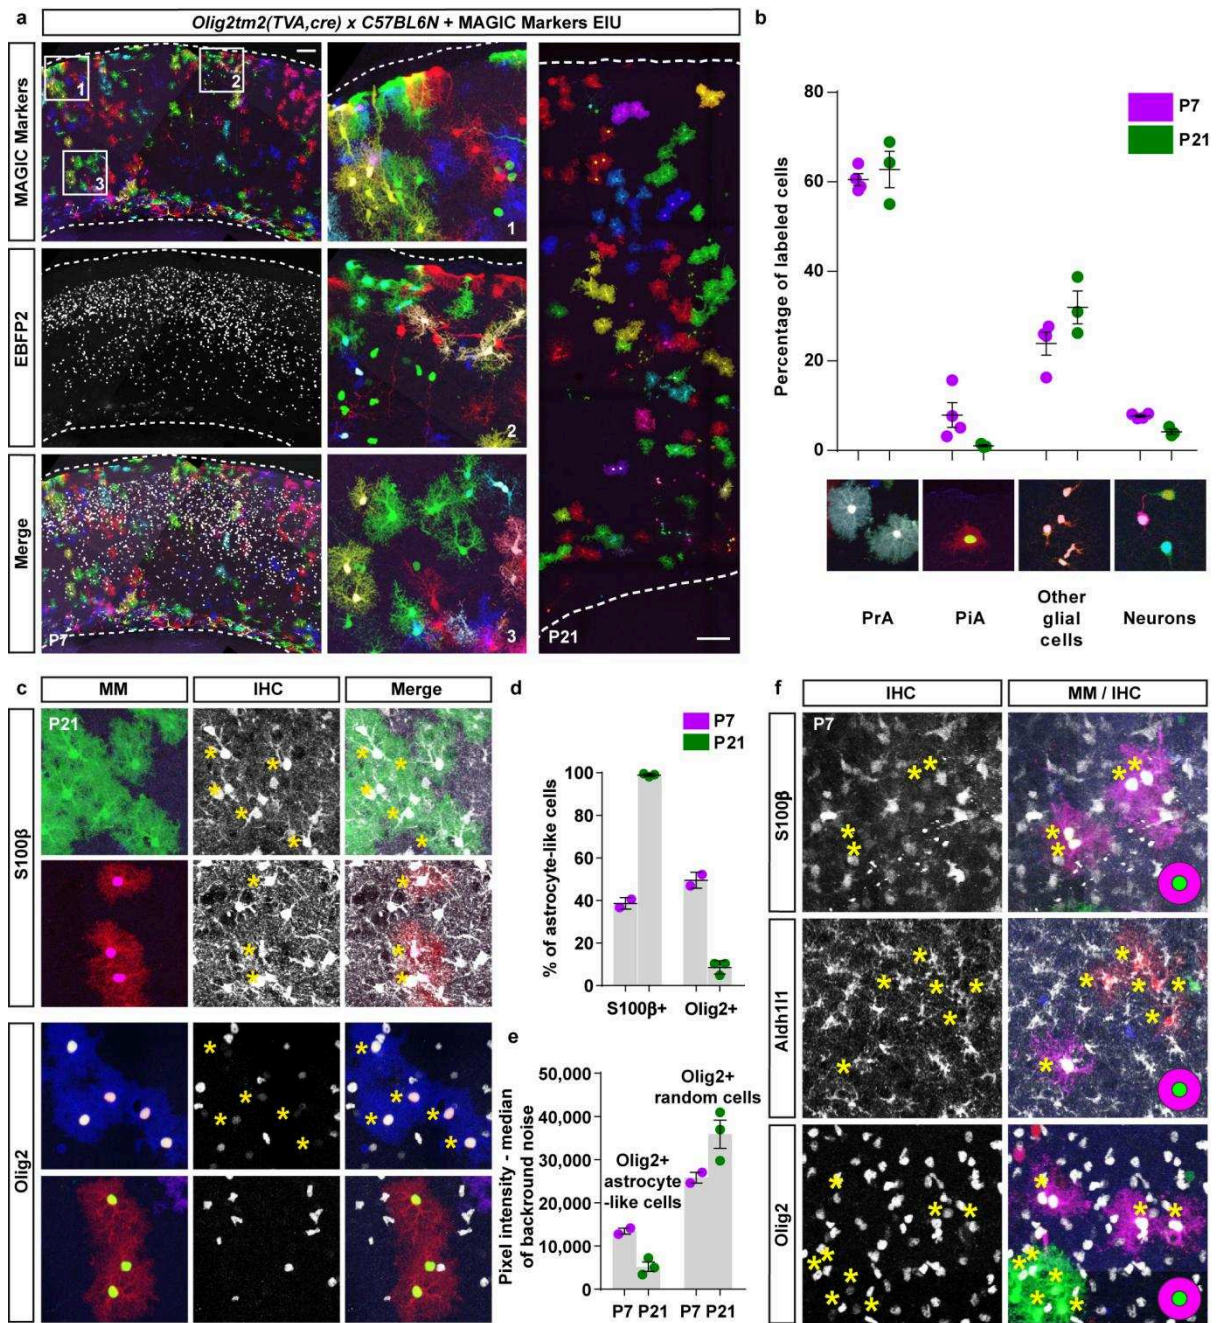 a
Olig2tm2(TVA,cre) x C57BL6N + MAGIC Markers EIU
MAGIC Markers
1
2
3
1
EBFP2
2
Merge
P7
3
P21
b
Percentage of labeled cells
80
60
40
20
0
P7
P21
PrA
PiA
Other
glial
cells
Neurons
c
MM
IHC
Merge
S100β
P21
Olig2
d
P7
P21
% of astrocyte-like cells
100
80
60
40
20
0
S100β+
Olig2+
e
Pixel intensity - median
of backround noise
50,000
40,000
30,000
20,000
10,000
0
Olig2+
astrocyte
-like cells
Olig2+
random cells
P7 P21
P7 P21
f
IHC
MM / IHC
S100β
P7
Aldh1l1
Olig2